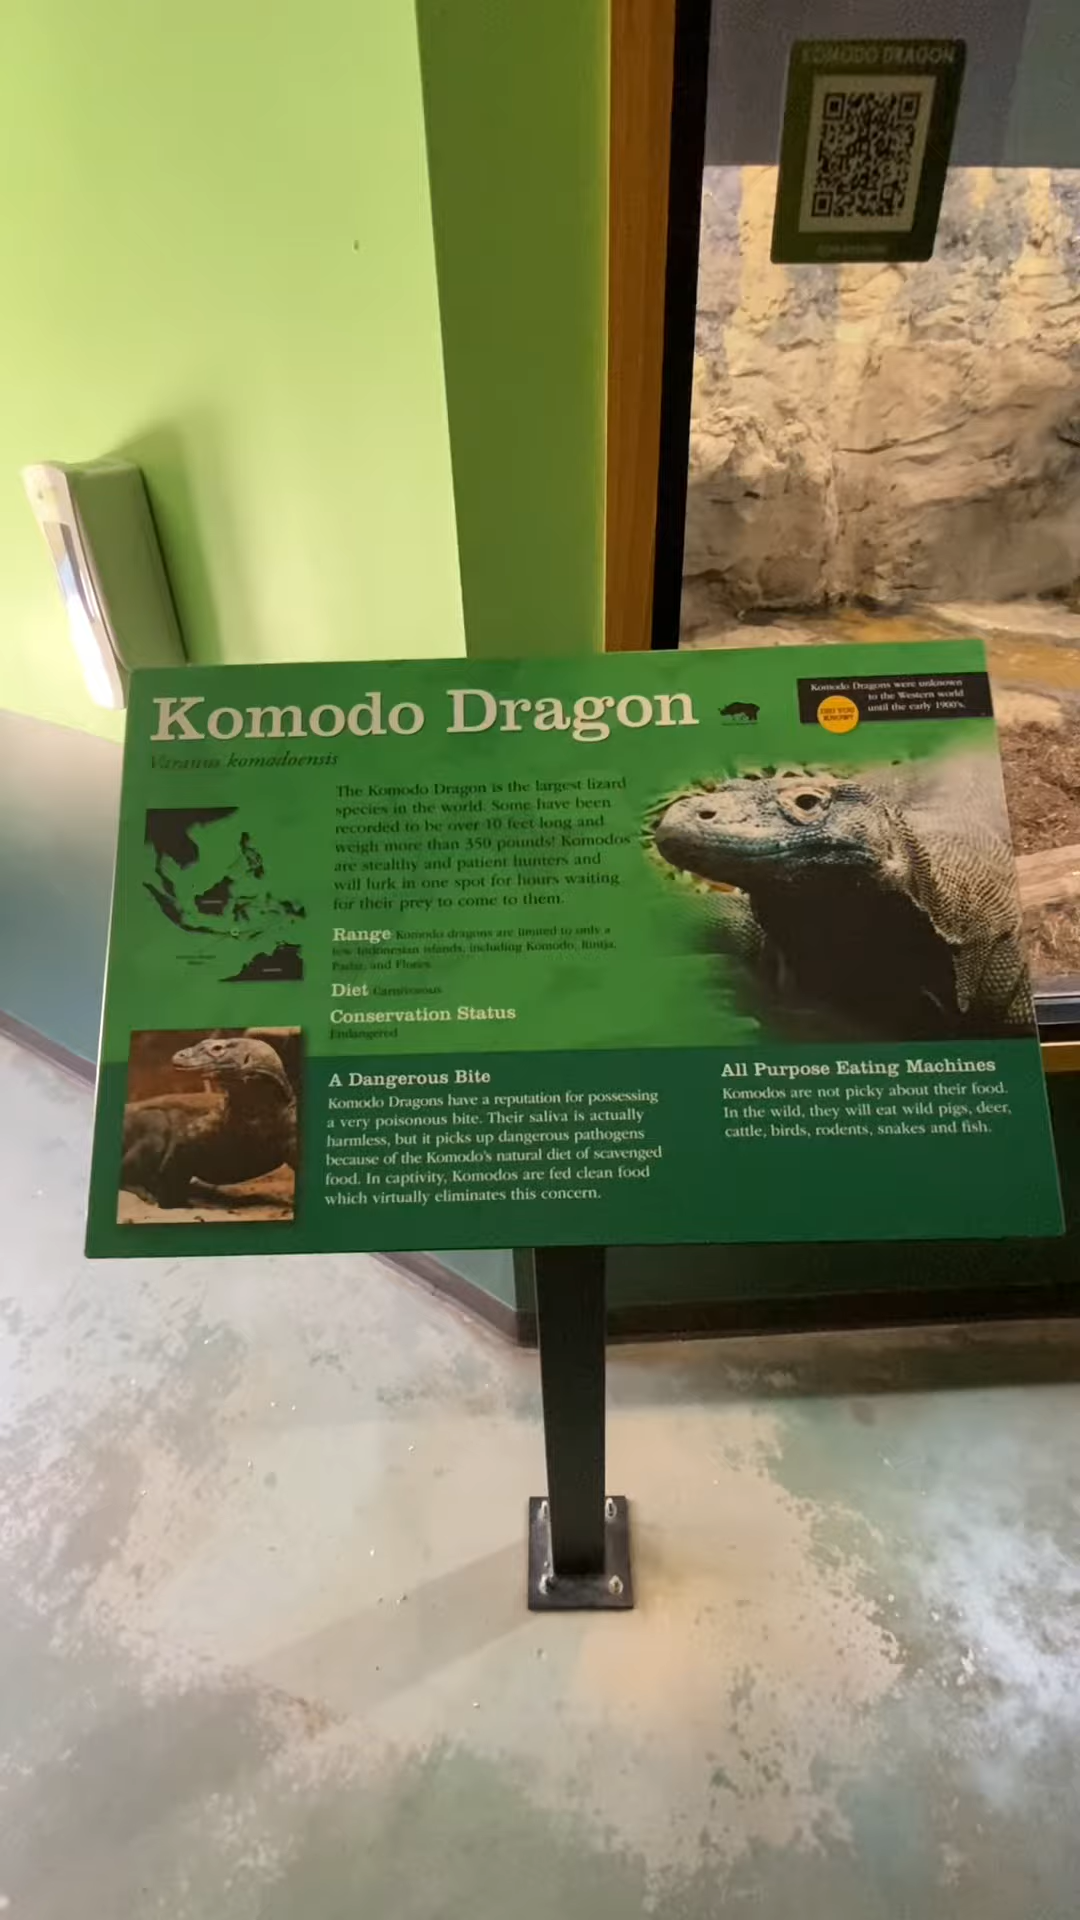 KOMODO DRAGON
Komodo Dragon
Varanus komodoensis
Komodo Dragons were unknown
to the Western world
until the early 1900's.
DID YOU
KNOW?
The Komodo Dragon is the largest lizard
species in the world. Some have been
recorded to be over 10 feet long and
weigh more than 350 pounds! Komodos
are stealthy and patient hunters and
will lurk in one spot for hours waiting
for their prey to come to them.
Range Komodo dragons are limited to only a
few Indonesian islands, including Komodo, Rintja,
Padar, and Flores.
Diet Carnivorous
Conservation Status
Endangered
A Dangerous Bite
Komodo Dragons have a reputation for possessing
a very poisonous bite. Their saliva is actually
harmless, but it picks up dangerous pathogens
because of the Komodo's natural diet of scavenged
food. In captivity, Komodos are fed clean food
which virtually eliminates this concern.
All Purpose Eating Machines
Komodos are not picky about their food.
In the wild, they will eat wild pigs, deer,
cattle, birds, rodents, snakes and fish.